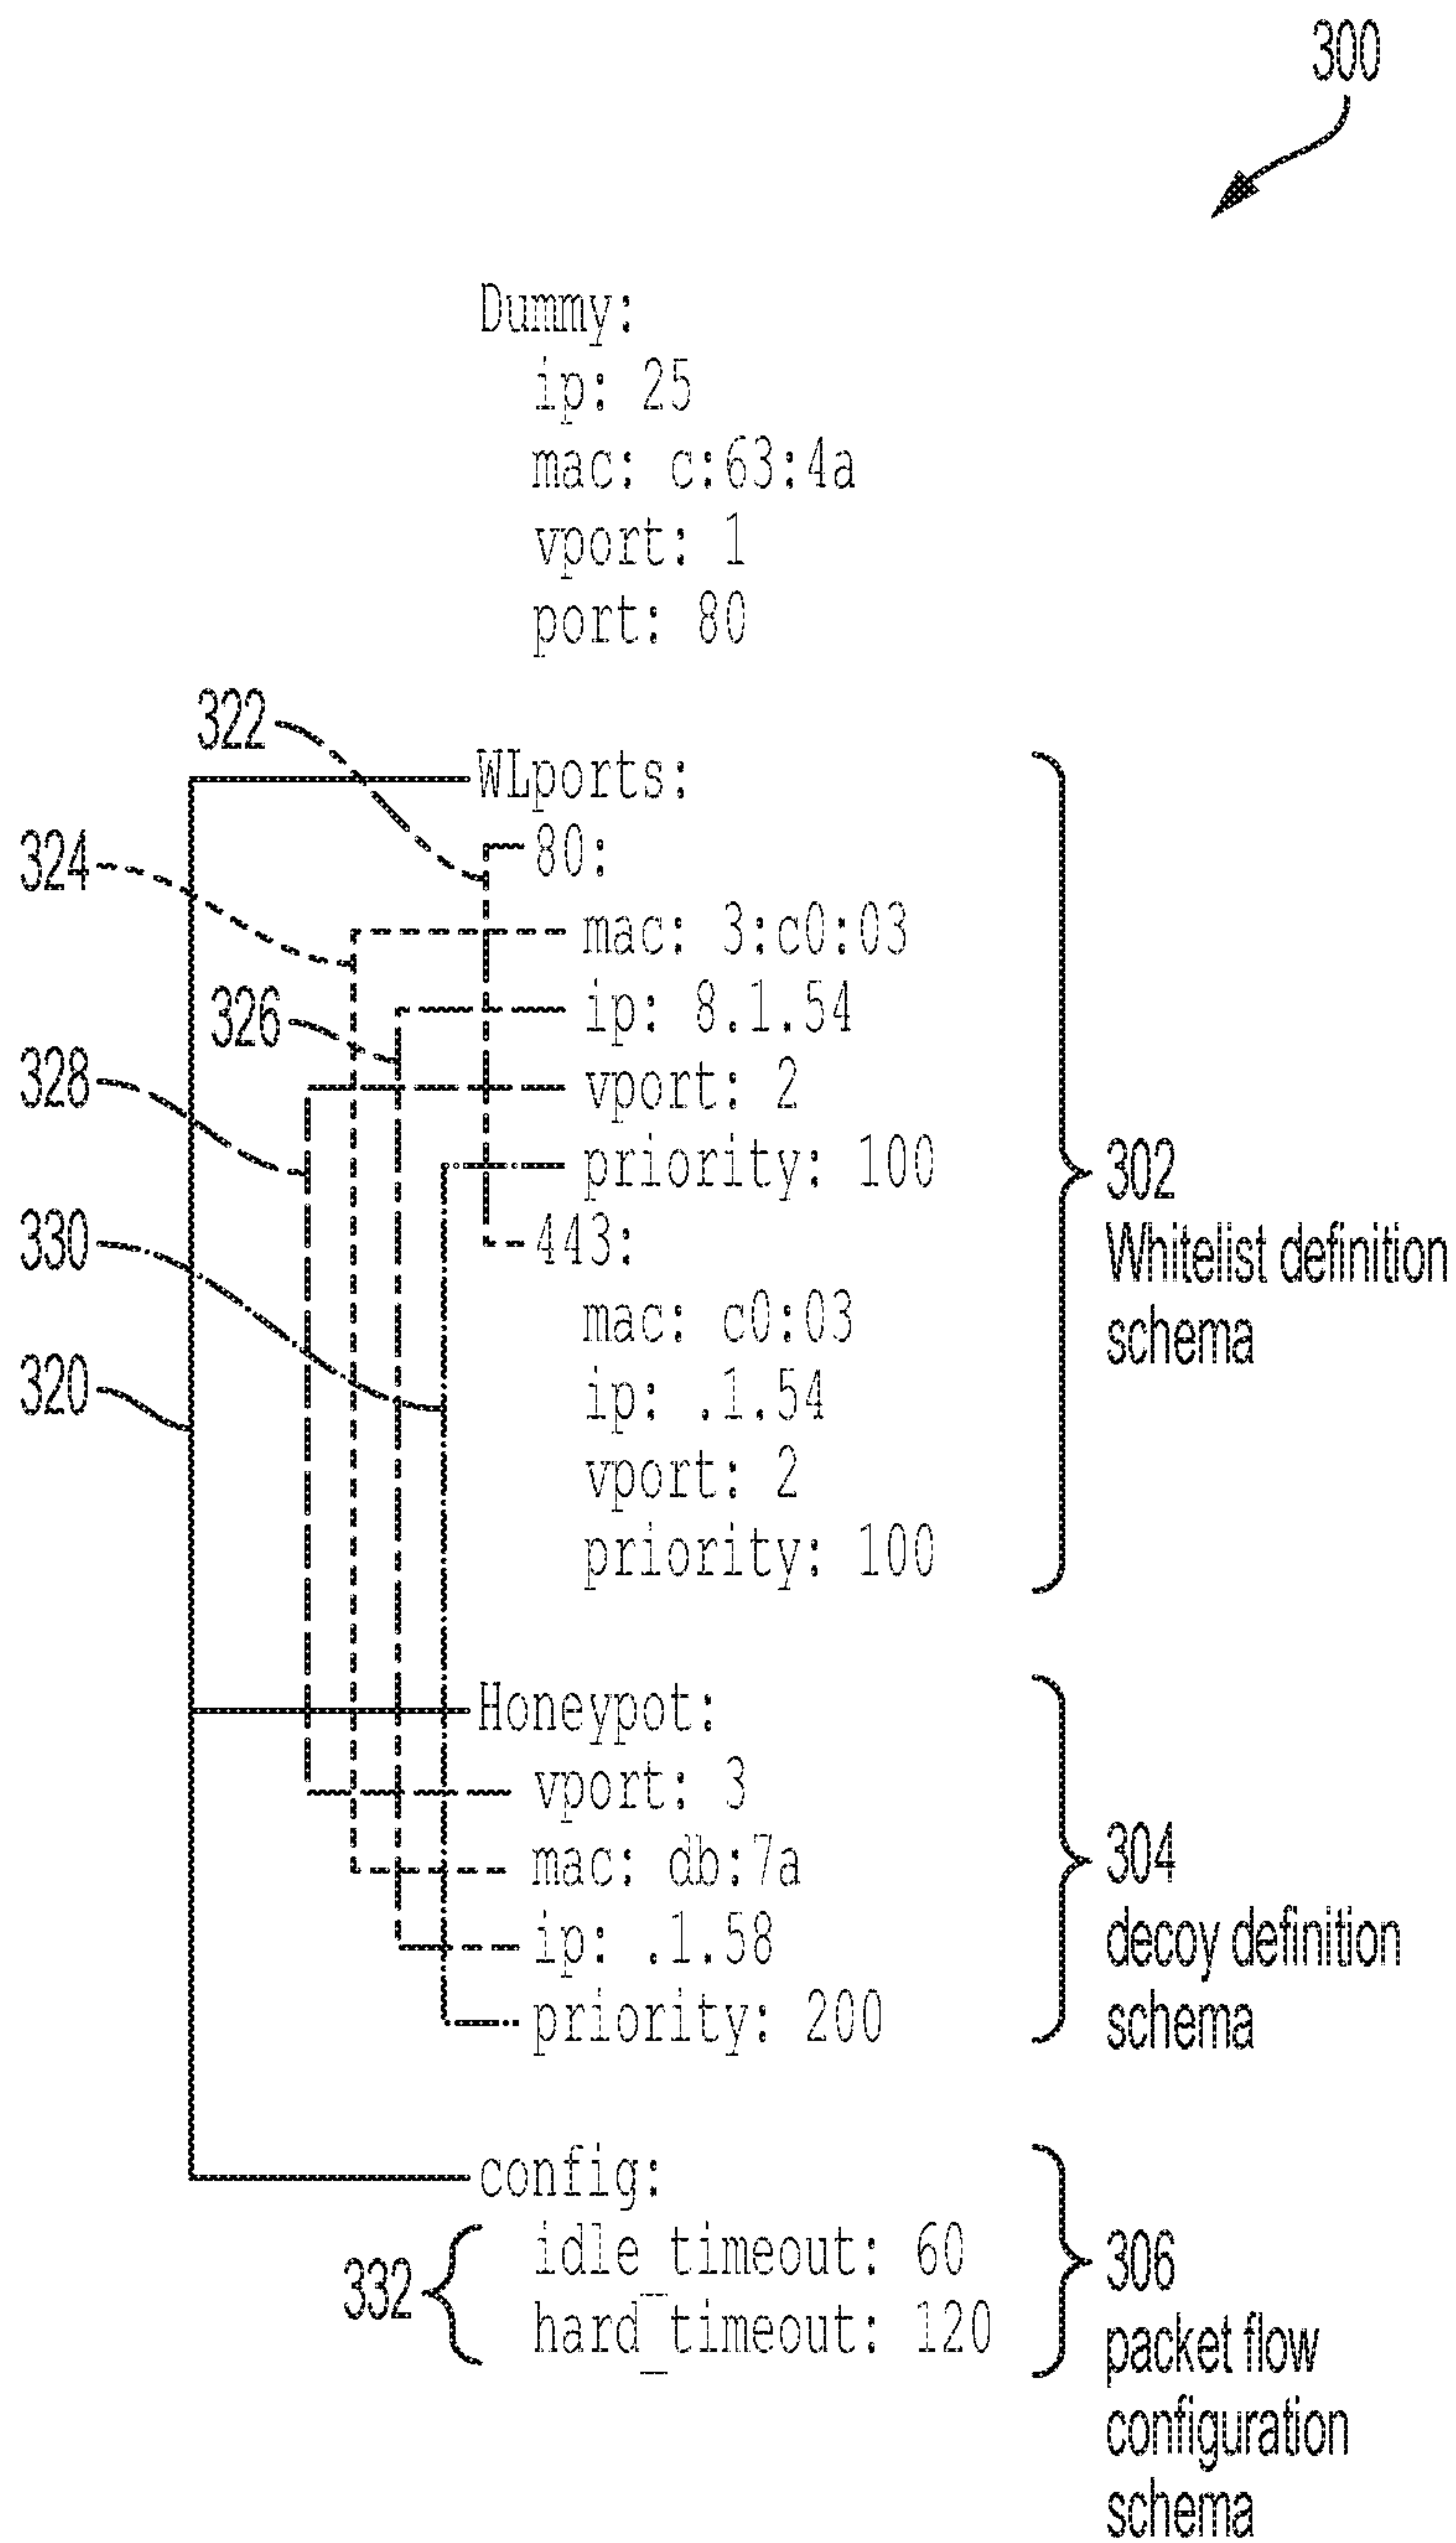 300
Dummy:
ip: 25
mac: c:63:4a
vport: 1
port: 80
322
WLports:
324
80:
mac: 3:c0:03
326
ip: 8.1.54
328
vport: 2
priority: 100
302
Whitelist definition
schema
330
443:
mac: c0:03
320
ip: .1.54
vport: 2
priority: 100
Honeypot:
vport: 3
mac: db:7a
ip: .1.58
priority: 200
304
decoy definition
schema
config:
332
idle_timeout: 60
hard_timeout: 120
306
packet flow
configuration
schema